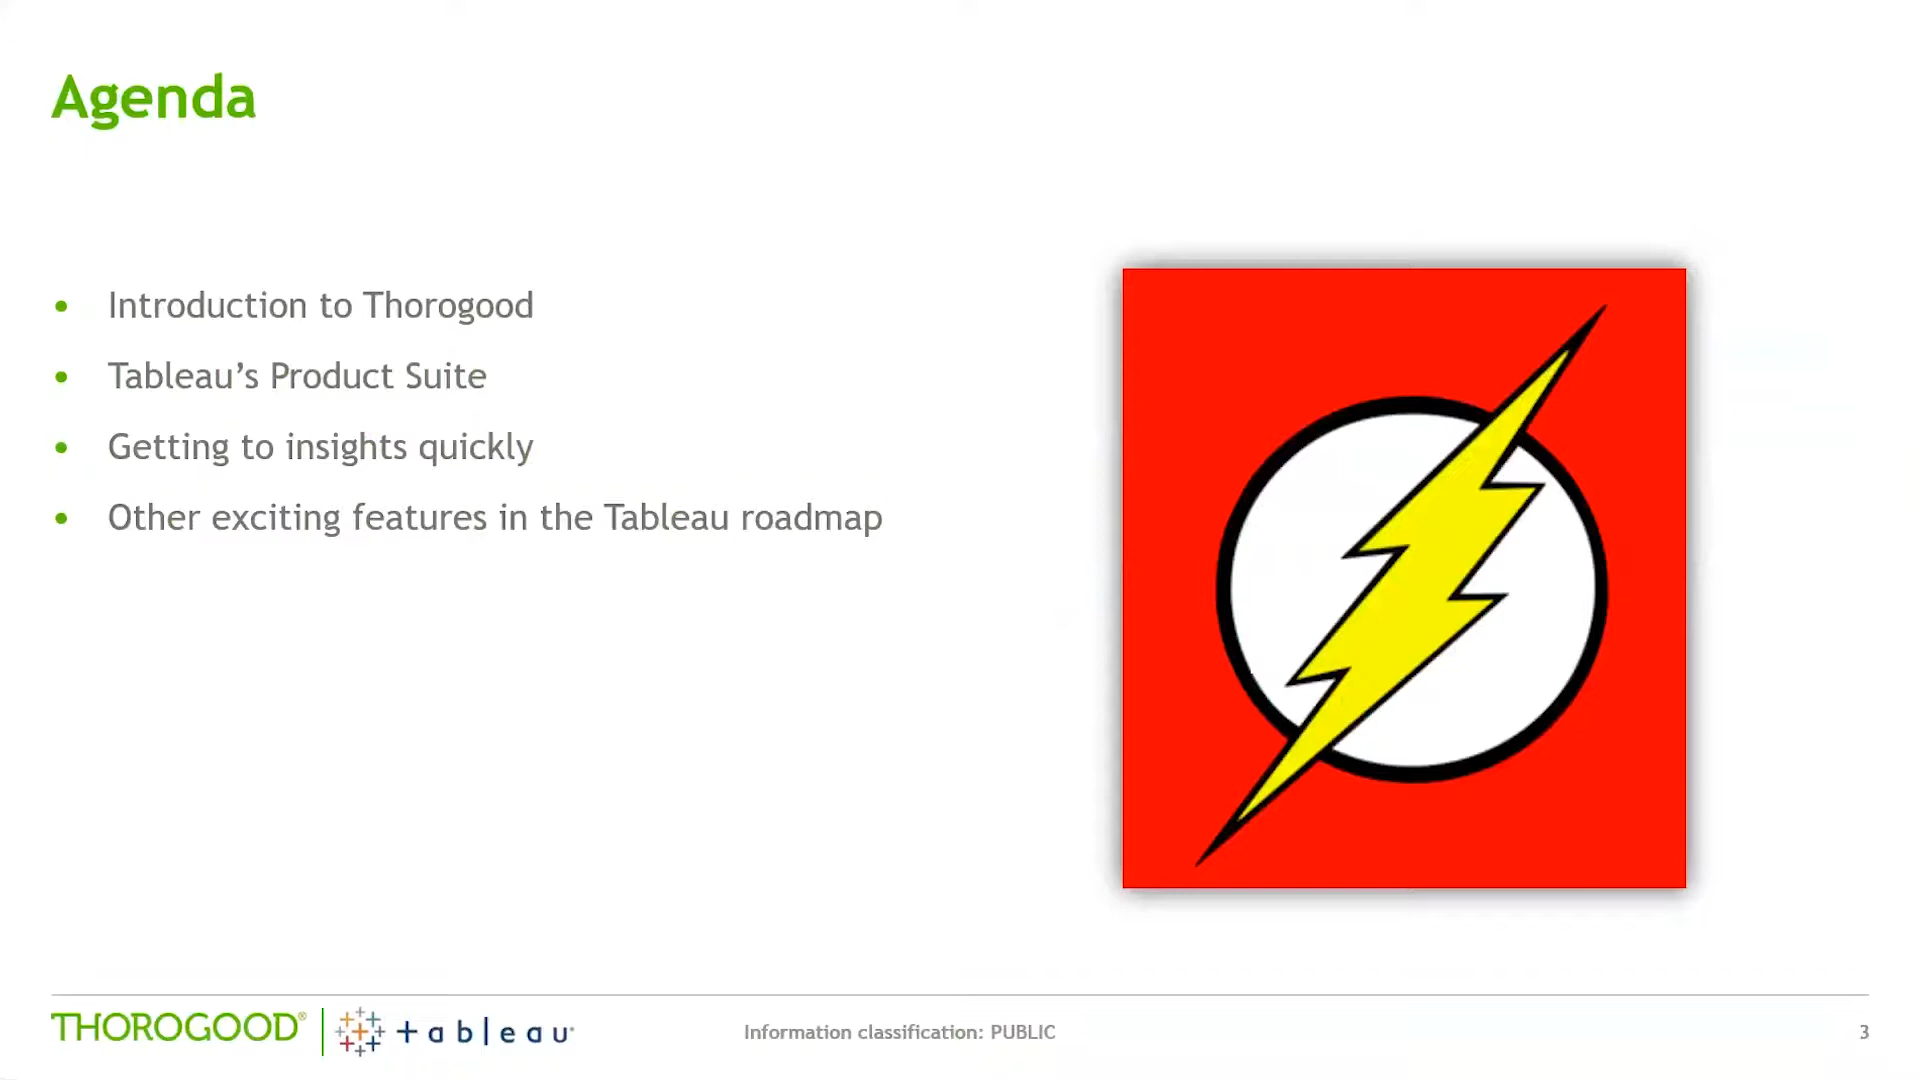 Agenda
• Introduction to Thorogood
• Tableau’s Product Suite
• Getting to insights quickly
• Other exciting features in the Tableau roadmap
THOROGOOD® | +ableau®
Information classification: PUBLIC
3